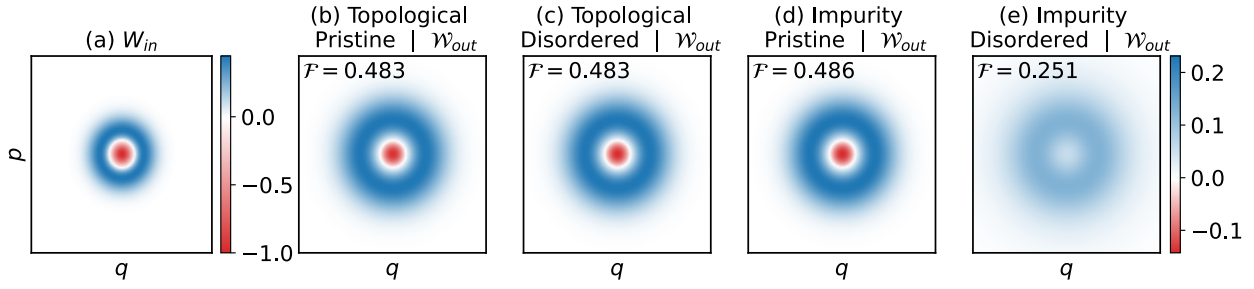 (a) W_in
p
q
0.0
−0.5
−1.0
(b) Topological
Pristine | 𝒲_out
ℱ = 0.483
q
(c) Topological
Disordered | 𝒲_out
ℱ = 0.483
q
(d) Impurity
Pristine | 𝒲_out
ℱ = 0.486
q
(e) Impurity
Disordered | 𝒲_out
ℱ = 0.251
q
0.2
0.1
0.0
−0.1